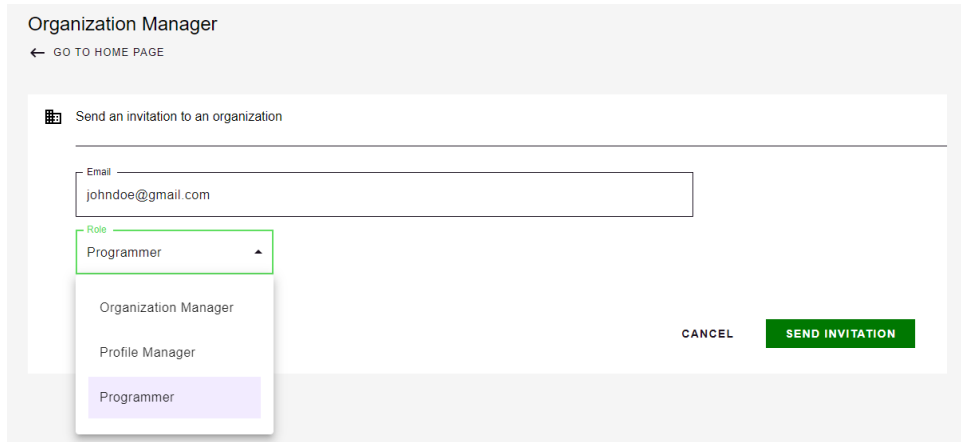 Organization Manager
← GO TO HOME PAGE
Send an invitation to an organization
Email
johndoe@gmail.com
Role
Programmer
Organization Manager
Profile Manager
Programmer
CANCEL
SEND INVITATION